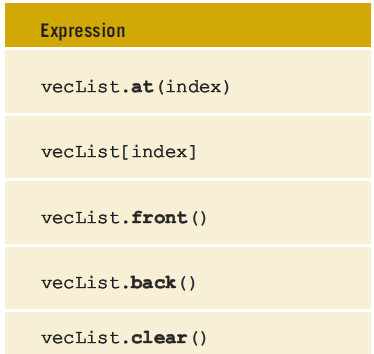 Expression
vecList.at(index)
vecList[index]
vecList.front()
vecList.back()
vecList.clear()